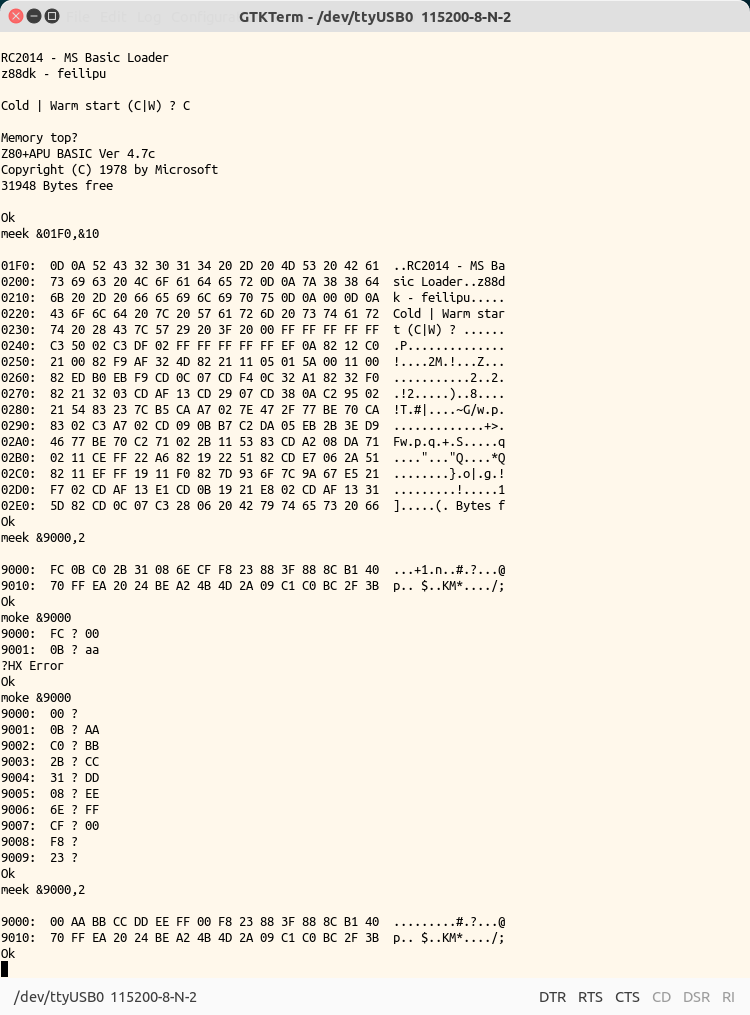 GTKTerm - /dev/ttyUSB0 115200-8-N-2
RC2014 - MS Basic Loader
z88dk - feilipu
Cold | Warm start (C|W) ? C
Memory top?
Z80+APU BASIC Ver 4.7c
Copyright (C) 1978 by Microsoft
31948 Bytes free
Ok
meek &01F0,&10
01F0:  0D 0A 52 43 32 30 31 34 20 2D 20 4D 53 20 42 61  ..RC2014 - MS Ba
0200:  73 69 63 20 4C 6F 61 64 65 72 0D 0A 7A 38 38 64  sic Loader..z88d
0210:  6B 20 2D 20 66 65 69 6C 69 70 75 0D 0A 00 0D 0A  k - feilipu.....
0220:  43 6F 6C 64 20 7C 20 57 61 72 6D 20 73 74 61 72  Cold | Warm star
0230:  74 20 28 43 7C 57 29 20 3F 20 00 FF FF FF FF FF  t (C|W) ? ......
0240:  C3 50 02 C3 DF 02 FF FF FF FF FF EF 0A 82 12 C0  .P..............
0250:  21 00 82 F9 AF 32 4D 82 21 11 05 01 5A 00 11 00  !....2M.!...Z...
0260:  82 ED B0 EB F9 CD 0C 07 CD F4 0C 32 A1 82 32 F0  ...........2..2.
0270:  82 21 32 03 CD AF 13 CD 29 07 CD 38 0A C2 95 02  .!2.....)..8....
0280:  21 54 83 23 7C B5 CA A7 02 7E 47 2F 77 BE 70 CA  !T.#|....~G/w.p.
0290:  83 02 C3 A7 02 CD 09 0B B7 C2 DA 05 EB 2B 3E D9  .............+>.
02A0:  46 77 BE 70 C2 71 02 2B 11 53 83 CD A2 08 DA 71  Fw.p.q.+.S.....q
02B0:  02 11 CE FF 22 A6 82 19 22 51 82 CD E7 06 2A 51  ...."..."Q....*Q
02C0:  82 11 EF FF 19 11 F0 82 7D 93 6F 7C 9A 67 E5 21  ........}.o|.g.!
02D0:  F7 02 CD AF 13 E1 CD 0B 19 21 E8 02 CD AF 13 31  .........!.....1
02E0:  5D 82 CD 0C 07 C3 28 06 20 42 79 74 65 73 20 66  ].....(. Bytes f
Ok
meek &9000,2
9000:  FC 0B C0 2B 31 08 6E CF F8 23 88 3F 88 8C B1 40  ...+1.n..#.?...@
9010:  70 FF EA 20 24 BE A2 4B 4D 2A 09 C1 C0 BC 2F 3B  p.. $..KM*..../;
Ok
moke &9000
9000:  FC ? 00
9001:  0B ? aa
?HX Error
Ok
moke &9000
9000:  00 ?
9001:  0B ? AA
9002:  C0 ? BB
9003:  2B ? CC
9004:  31 ? DD
9005:  08 ? EE
9006:  6E ? FF
9007:  CF ? 00
9008:  F8 ?
9009:  23 ?
Ok
meek &9000,2
9000:  00 AA BB CC DD EE FF 00 F8 23 88 3F 88 8C B1 40  .........#.?...@
9010:  70 FF EA 20 24 BE A2 4B 4D 2A 09 C1 C0 BC 2F 3B  p.. $..KM*..../;
Ok
/dev/ttyUSB0 115200-8-N-2 DTR RTS CTS CD DSR RI